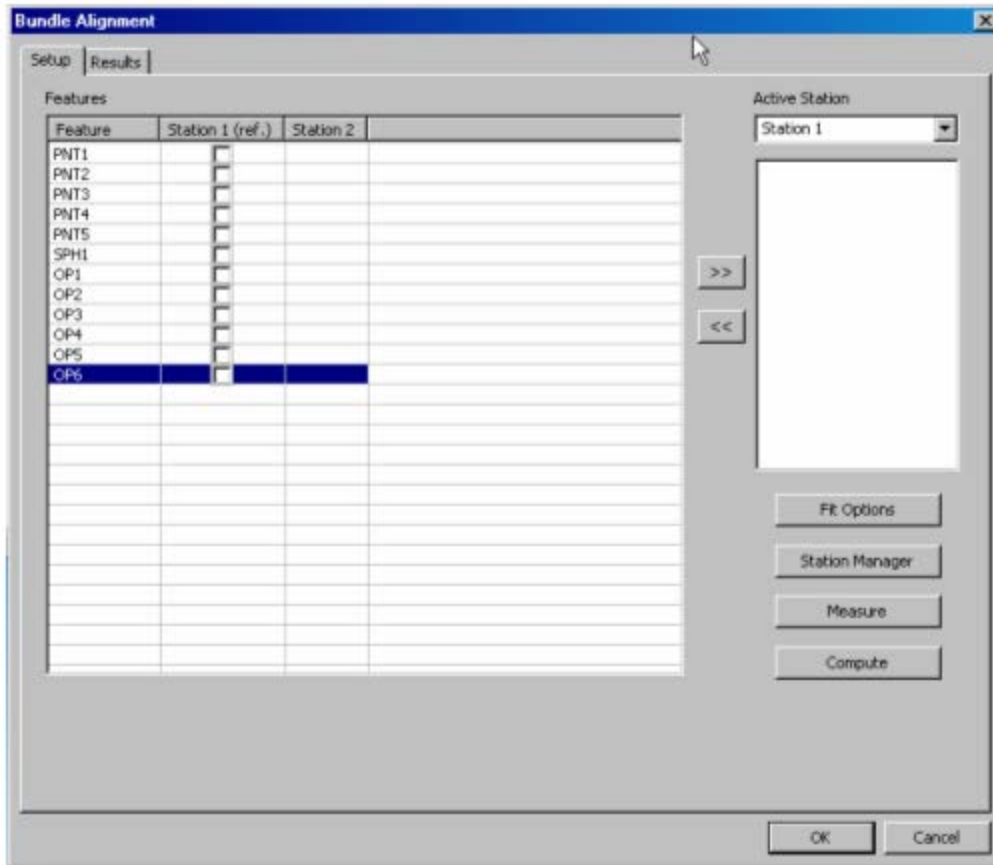 Bundle Alignment
Setup
Results
Features
Active Station
Feature Station 1 (ref.) Station 2
Station 1
PNT1
PNT2
PNT3
PNT4
PNT5
SPH1
OP1
OP2
OP3
OP4
OP5
OP6
>>
<<
Fit Options
Station Manager
Measure
Compute
OK
Cancel